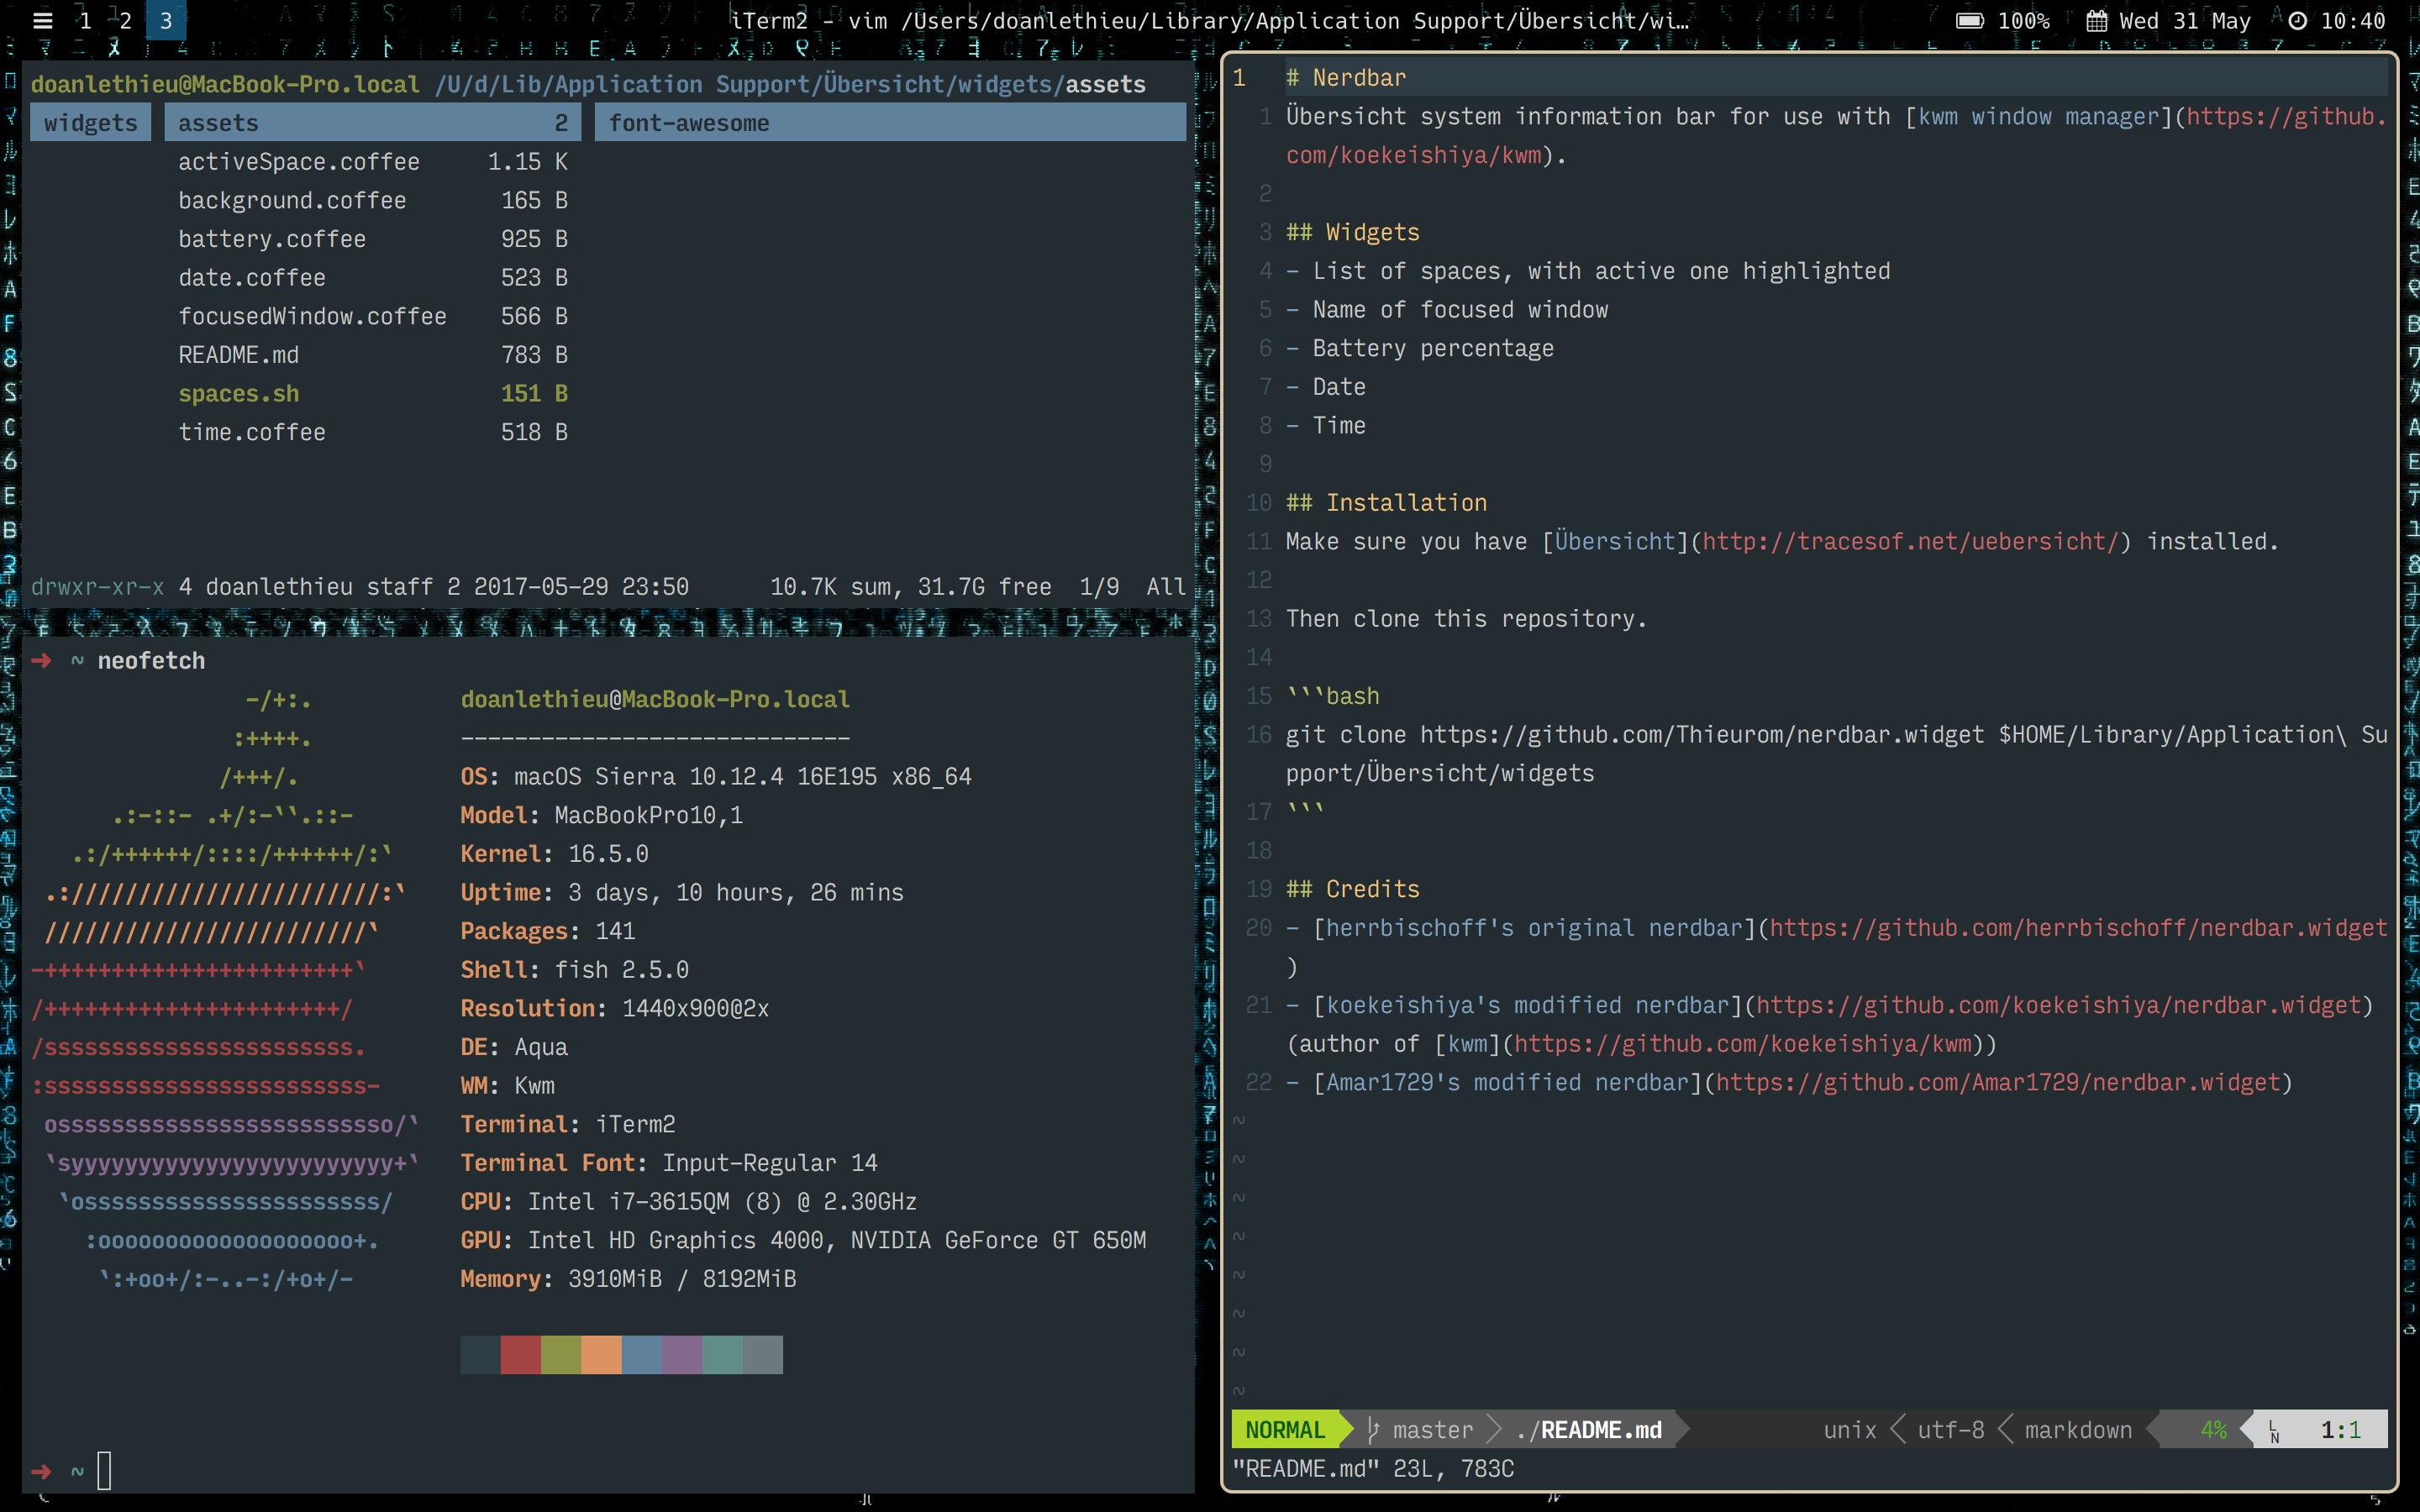 1 2 3 iTerm2 - vim /Users/doanlethieu/Library/Application Support/Übersicht/wi… 100% Wed 31 May 10:40
doanlethieu@MacBook-Pro.local /U/d/Lib/Application Support/Übersicht/widgets/assets
widgets assets 2 font-awesome
activeSpace.coffee 1.15 K
background.coffee 165 B
battery.coffee 925 B
date.coffee 523 B
focusedWindow.coffee 566 B
README.md 783 B
spaces.sh 151 B
time.coffee 518 B
drwxr-xr-x 4 doanlethieu staff 2 2017-05-29 23:50 10.7K sum, 31.7G free 1/9 All
➜ ~ neofetch
-/+:.
:++++.
/+++/.
.:-::- .+/:-``.::-
.:/++++++/::::/++++++/:`
.:///////////////////////:`
////////////////////////`
-+++++++++++++++++++++++`
/++++++++++++++++++++++/
/sssssssssssssssssssssss.
:ssssssssssssssssssssssss-
osssssssssssssssssssssssso/`
`syyyyyyyyyyyyyyyyyyyyyyyy+`
`ossssssssssssssssssssss/
:ooooooooooooooooooo+.
`:+oo+/:-..-:/+o+/-
doanlethieu@MacBook-Pro.local
-----------------------------
OS: macOS Sierra 10.12.4 16E195 x86_64
Model: MacBookPro10,1
Kernel: 16.5.0
Uptime: 3 days, 10 hours, 26 mins
Packages: 141
Shell: fish 2.5.0
Resolution: 1440x900@2x
DE: Aqua
WM: Kwm
Terminal: iTerm2
Terminal Font: Input-Regular 14
CPU: Intel i7-3615QM (8) @ 2.30GHz
GPU: Intel HD Graphics 4000, NVIDIA GeForce GT 650M
Memory: 3910MiB / 8192MiB
➜ ~
1 # Nerdbar
1 Übersicht system information bar for use with [kwm window manager](https://github.
com/koekeishiya/kwm).
2
3 ## Widgets
4 - List of spaces, with active one highlighted
5 - Name of focused window
6 - Battery percentage
7 - Date
8 - Time
9
10 ## Installation
11 Make sure you have [Übersicht](http://tracesof.net/uebersicht/) installed.
12
13 Then clone this repository.
14
15 ```bash
16 git clone https://github.com/Thieurom/nerdbar.widget $HOME/Library/Application\ Su
pport/Übersicht/widgets
17 ```
18
19 ## Credits
20 - [herrbischoff's original nerdbar](https://github.com/herrbischoff/nerdbar.widget
)
21 - [koekeishiya's modified nerdbar](https://github.com/koekeishiya/nerdbar.widget)
(author of [kwm](https://github.com/koekeishiya/kwm))
22 - [Amar1729's modified nerdbar](https://github.com/Amar1729/nerdbar.widget)
~
~
~
~
~
~
~
~
NORMAL master ./README.md unix utf-8 markdown 4% LN 1:1
"README.md" 23L, 783C